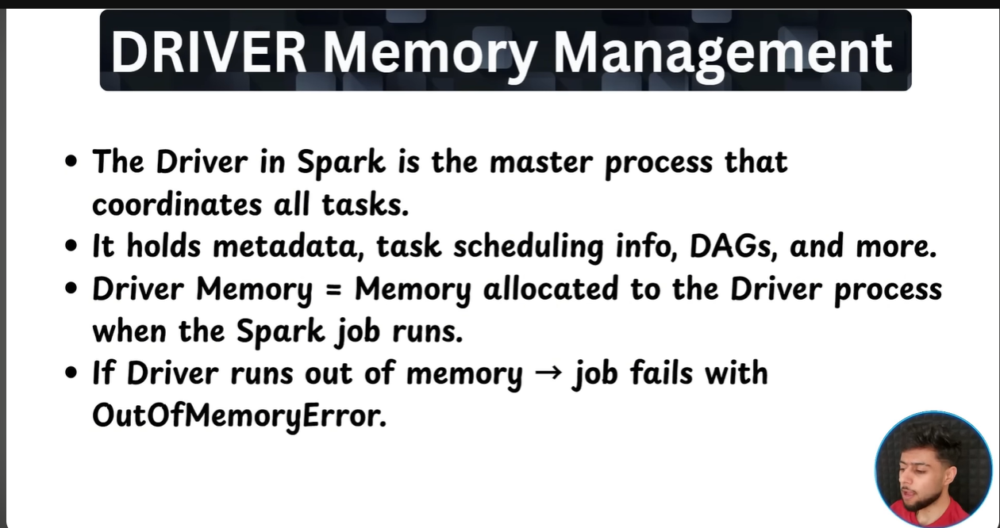 DRIVER Memory Management
• The Driver in Spark is the master process that
coordinates all tasks.
• It holds metadata, task scheduling info, DAGs, and more.
• Driver Memory = Memory allocated to the Driver process
when the Spark job runs.
• If Driver runs out of memory → job fails with
OutOfMemoryError.